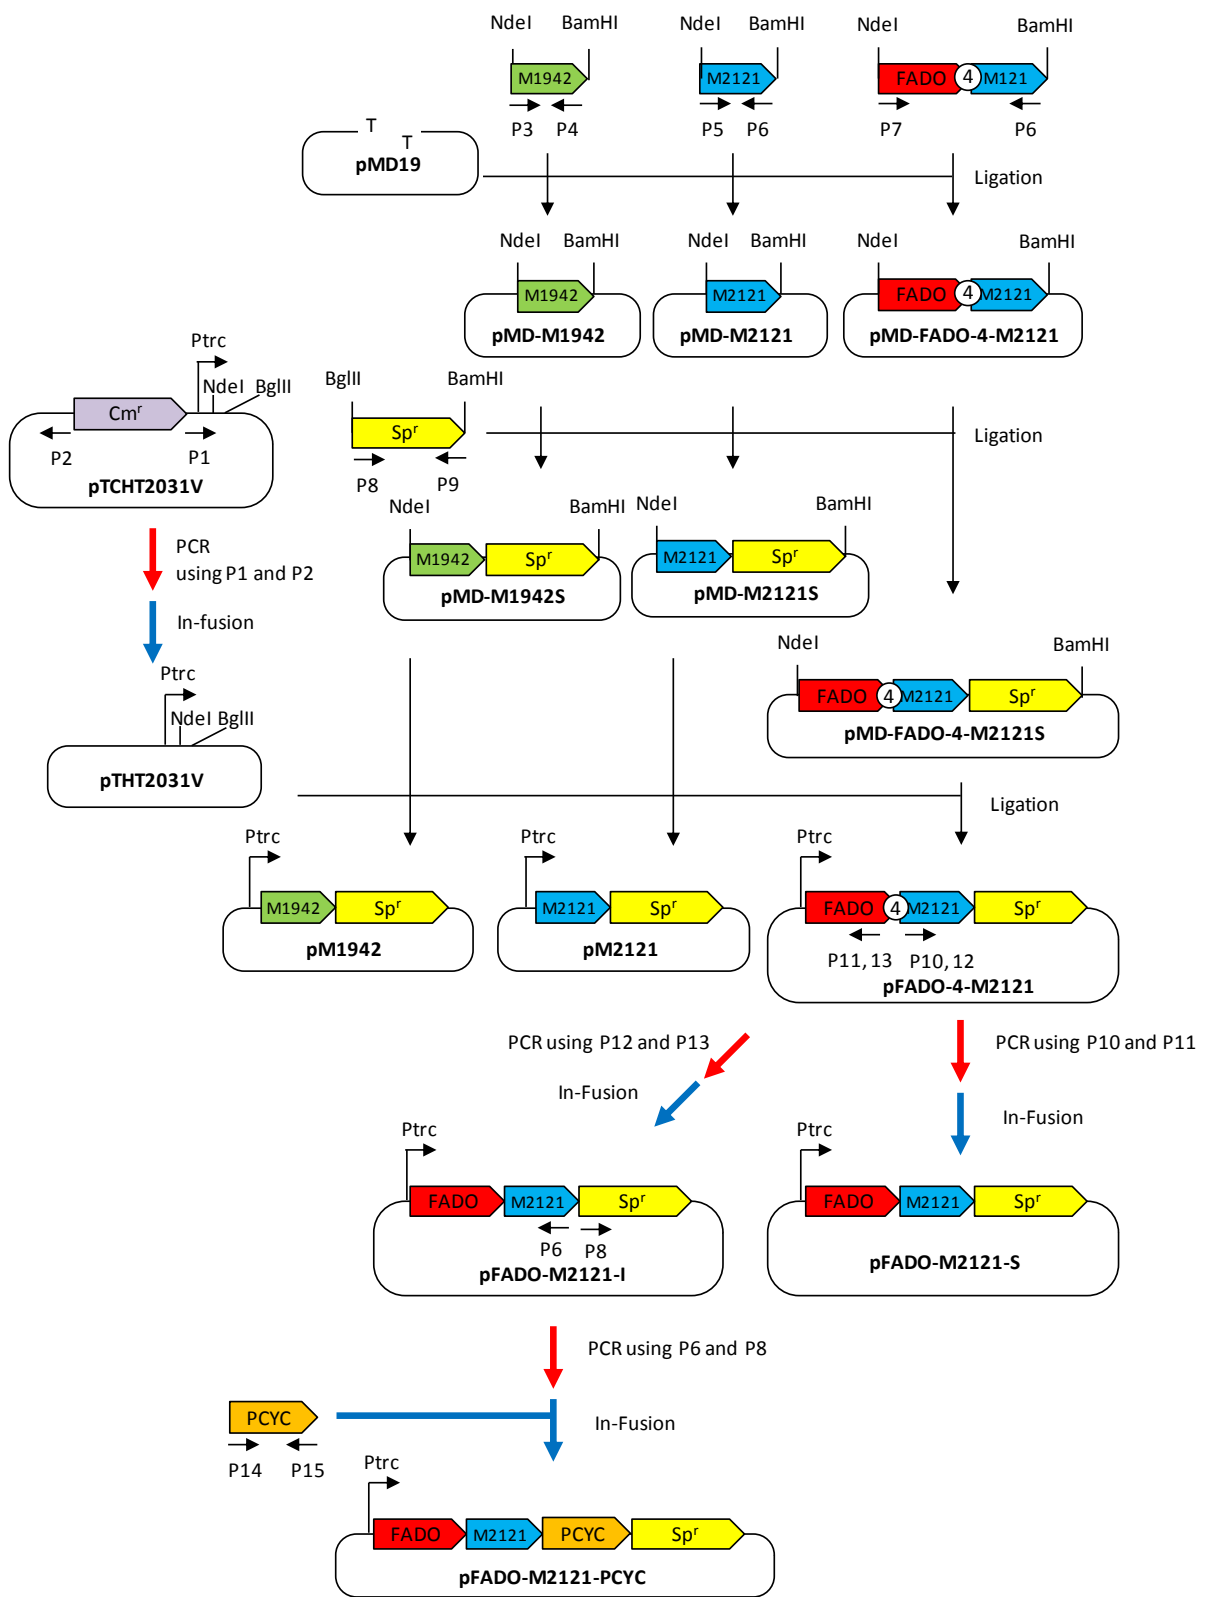 NdeI BamHI NdeI BamHI NdeI BamHI
M1942 M2121 FADO 4 M121
P3 P4 P5 P6 P7 P6
T
T
pMD19
Ligation
NdeI BamHI NdeI BamHI NdeI BamHI
M1942 M2121 FADO 4 M2121
pMD-M1942 pMD-M2121 pMD-FADO-4-M2121
Ptrc
NdeI BglII
Cmʳ
P2 P1
pTCHT2031V
BglII BamHI
Spʳ
P8 P9
Ligation
NdeI BamHI NdeI BamHI
M1942 Spʳ M2121 Spʳ
pMD-M1942S pMD-M2121S
PCR
using P1 and P2
In-fusion
Ptrc
NdeI BglII
pTHT2031V
NdeI BamHI
FADO 4 M2121 Spʳ
pMD-FADO-4-M2121S
Ligation
Ptrc Ptrc Ptrc
M1942 Spʳ M2121 Spʳ FADO 4 M2121 Spʳ
P11, 13 P10, 12
pM1942 pM2121 pFADO-4-M2121
PCR using P12 and P13 PCR using P10 and P11
In-Fusion In-Fusion
Ptrc Ptrc
FADO M2121 Spʳ FADO M2121 Spʳ
P6 P8
pFADO-M2121-I pFADO-M2121-S
PCR using P6 and P8
PCYC
P14 P15
In-Fusion
Ptrc
FADO M2121 PCYC Spʳ
pFADO-M2121-PCYC